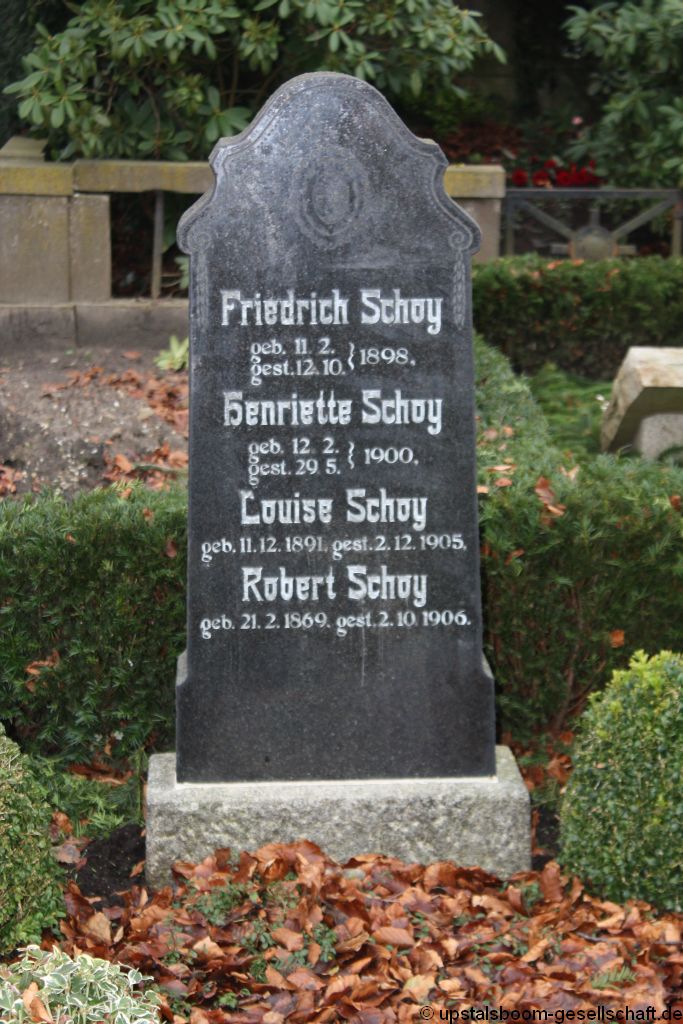 Friedrich Schoy
geb. 11. 2. } 1898.
gest. 12. 10.
Henriette Schoy
geb. 12. 2. } 1900.
gest. 29. 5.
Louise Schoy
geb. 11. 12. 1891. gest. 2. 12. 1905.
Robert Schoy
geb. 21. 2. 1869. gest. 2. 10. 1906.
© upstalsboom-gesellschaft.de